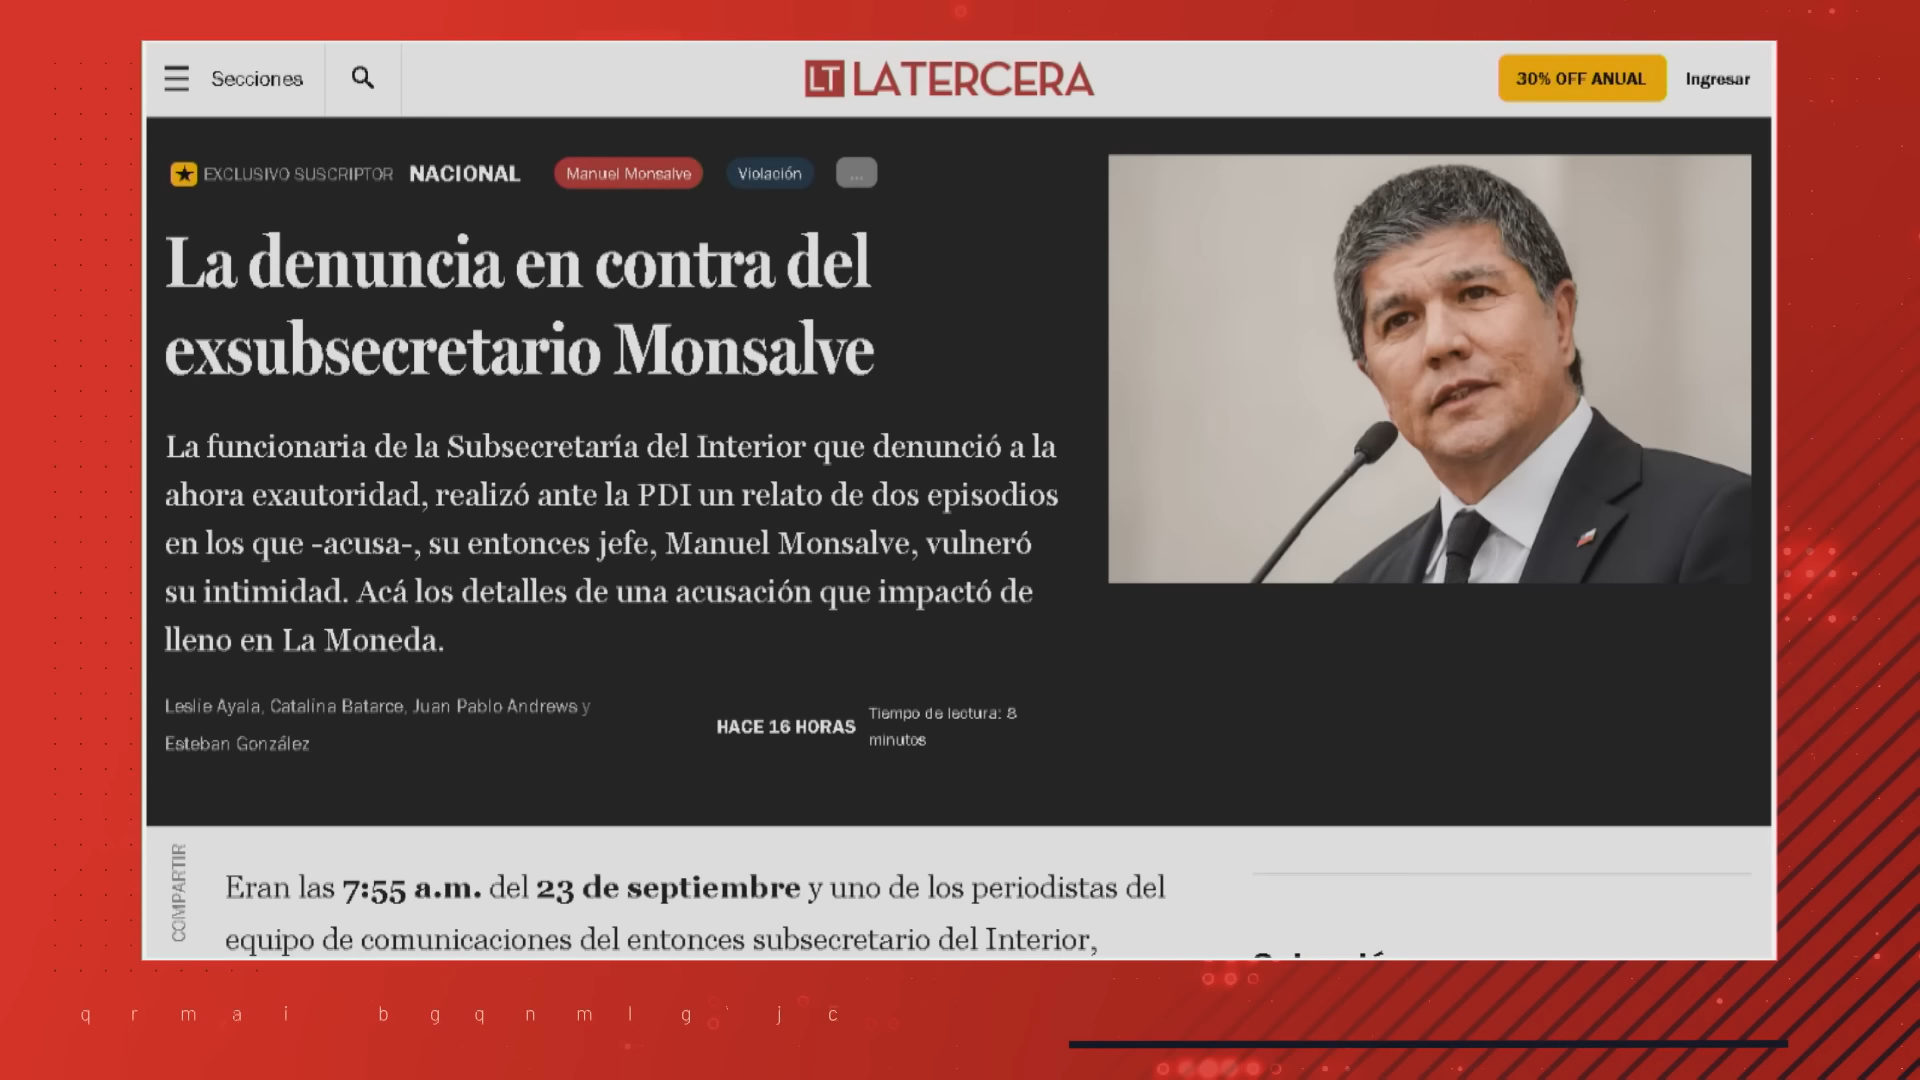 Secciones
LT LATERCERA
30% OFF ANUAL
Ingresar
EXCLUSIVO SUSCRIPTOR NACIONAL Manuel Monsalve Violación ...
La denuncia en contra del
exsubsecretario Monsalve
La funcionaria de la Subsecretaría del Interior que denunció a la
ahora exautoridad, realizó ante la PDI un relato de dos episodios
en los que -acusa-, su entonces jefe, Manuel Monsalve, vulneró
su intimidad. Acá los detalles de una acusación que impactó de
lleno en La Moneda.
Leslie Ayala, Catalina Batarce, Juan Pablo Andrews y
Esteban González
HACE 16 HORAS
Tiempo de lectura: 8
minutos
COMPARTIR
Eran las 7:55 a.m. del 23 de septiembre y uno de los periodistas del
equipo de comunicaciones del entonces subsecretario del Interior,
q r m a i b g q n m l g ` j c